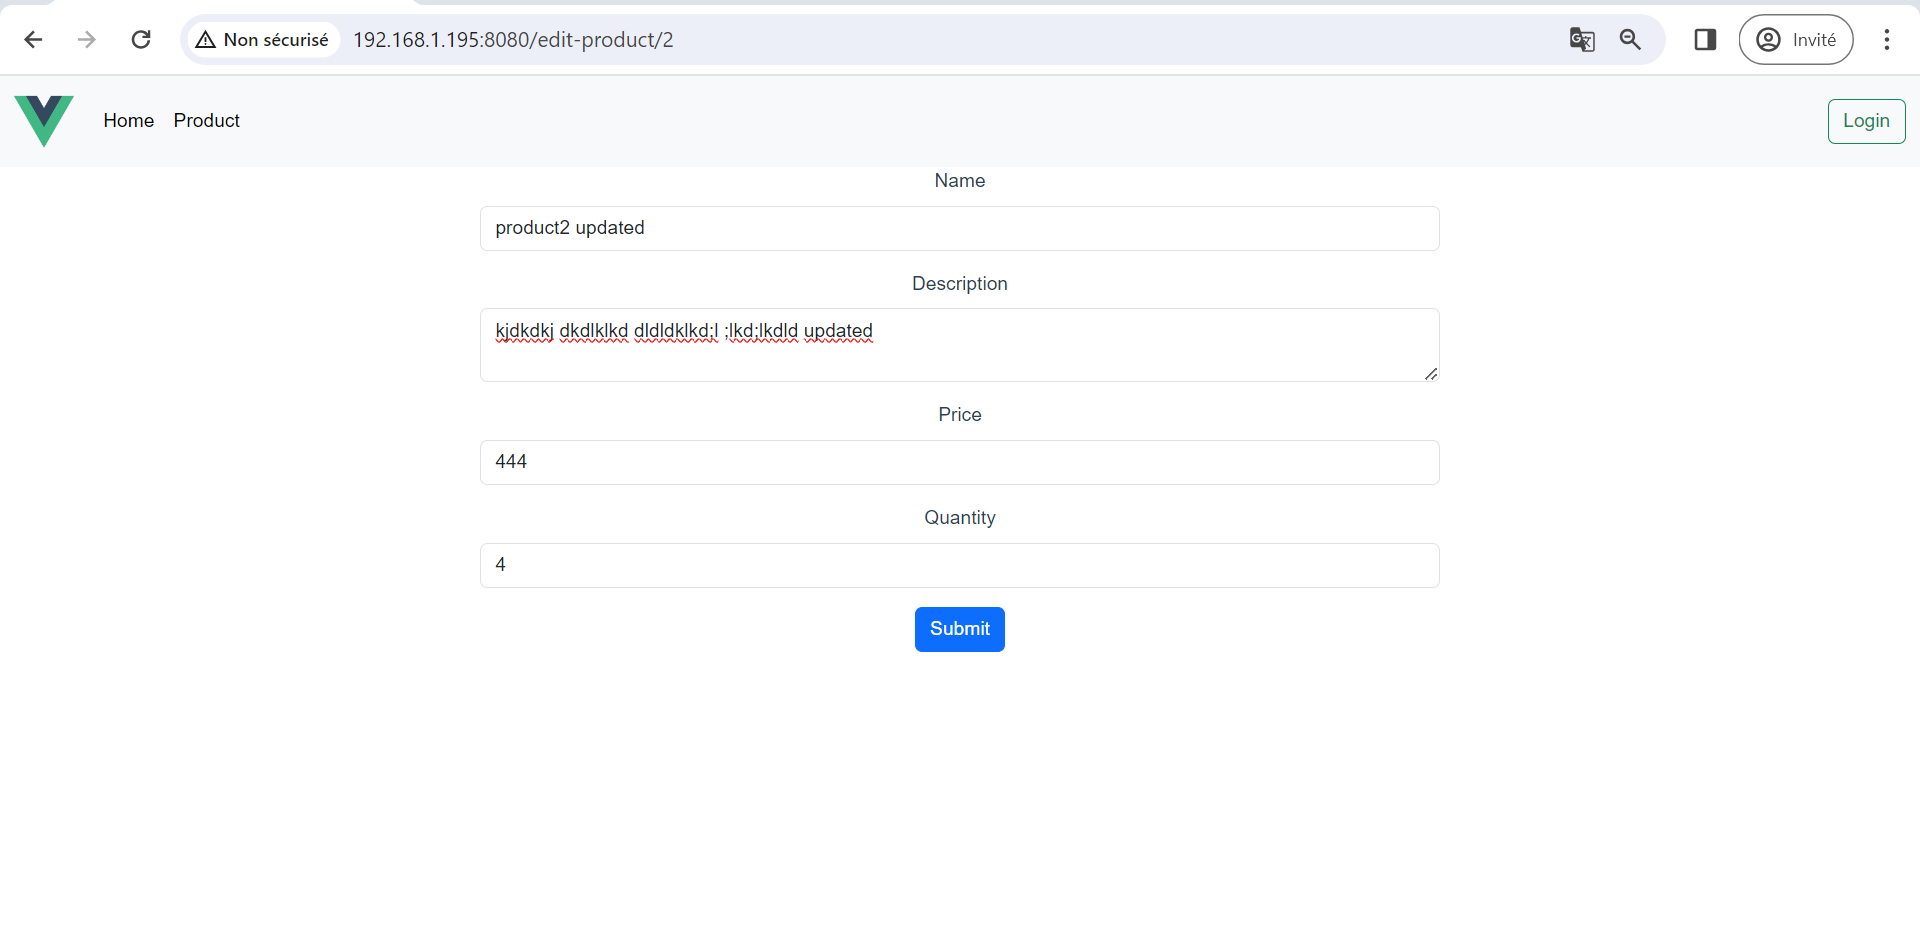 Non sécurisé 192.168.1.195:8080/edit-product/2 Invité
Home Product Login
Name
product2 updated
Description
kjdkdkj dkdlklkd dldldklkd;l ;lkd;lkdld updated
Price
444
Quantity
4
Submit